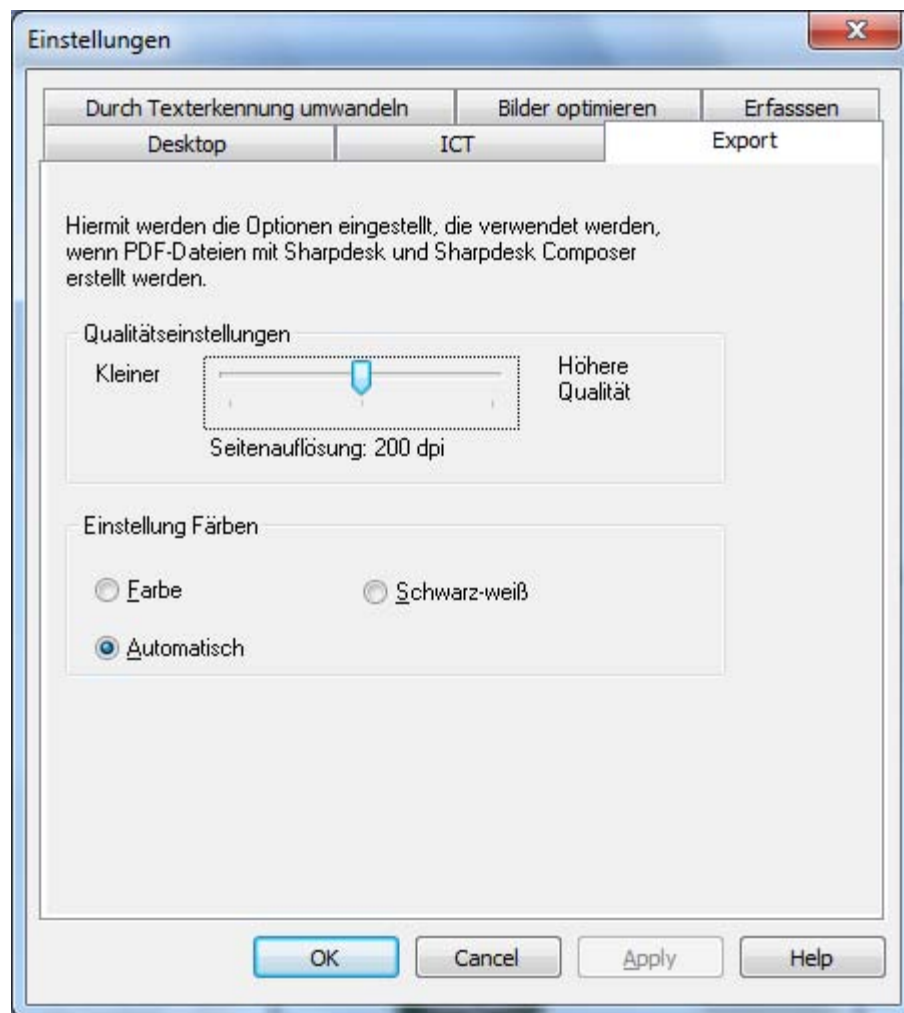 Einstellungen
Durch Texterkennung umwandeln
Bilder optimieren
Erfasssen
Desktop
ICT
Export
Hiermit werden die Optionen eingestellt, die verwendet werden,
wenn PDF-Dateien mit Sharpdesk und Sharpdesk Composer
erstellt werden.
Qualitätseinstellungen
Kleiner
Höhere
Qualität
Seitenauflösung: 200 dpi
Einstellung Färben
Farbe
Schwarz-weiß
Automatisch
OK
Cancel
Apply
Help